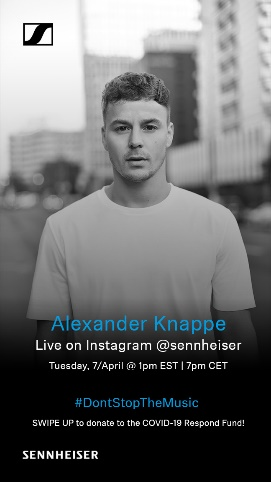 Alexander Knappe
Live on Instagram @sennheiser
Tuesday, 7/April @ 1pm EST | 7pm CET
#DontStopTheMusic
SWIPE UP to donate to the COVID-19 Respond Fund!
SENNHEISER